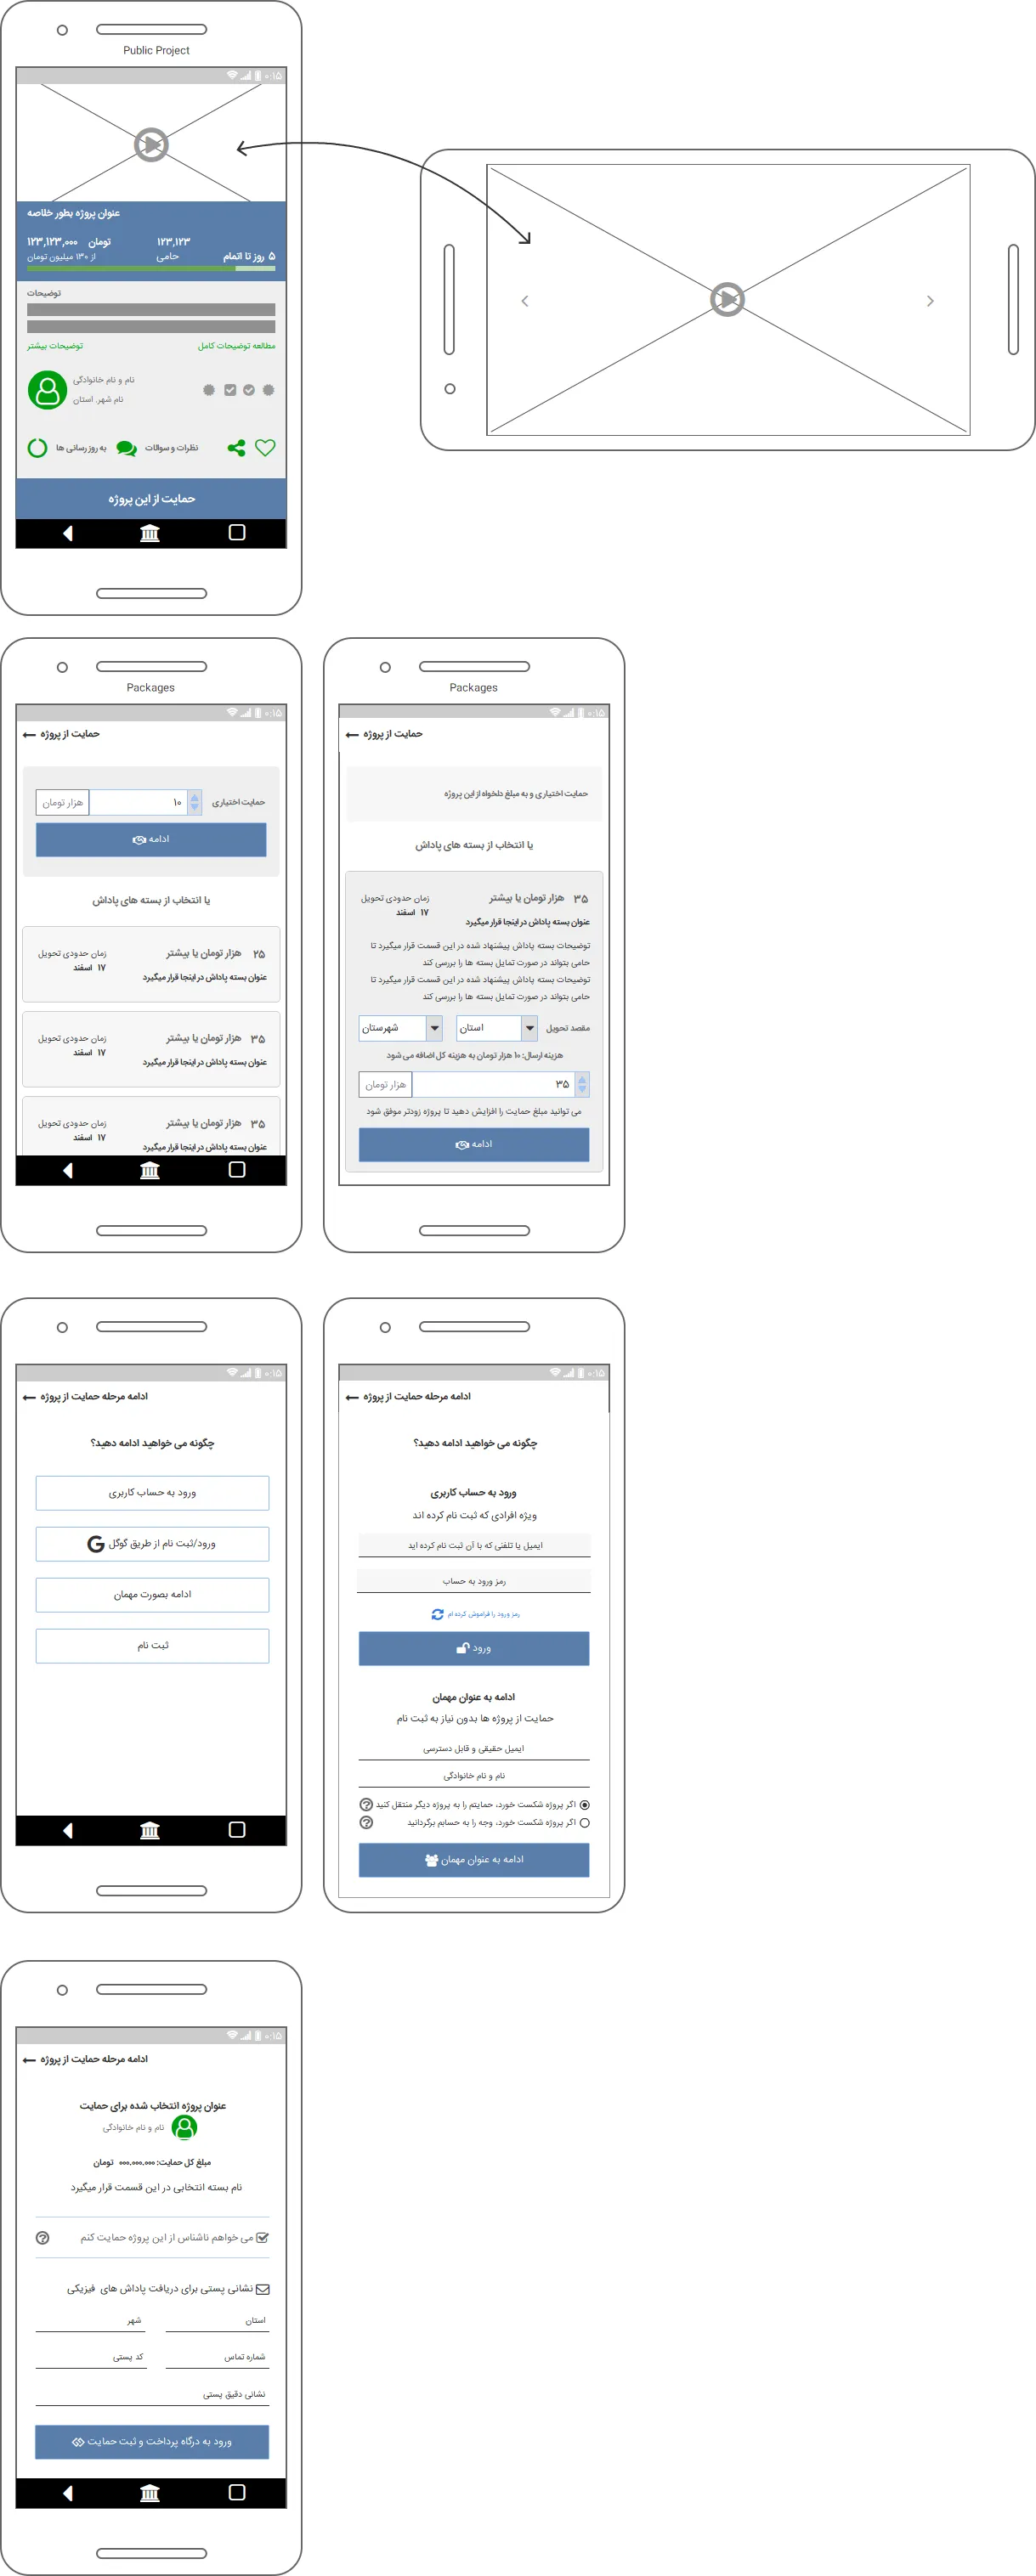 Public Project
۰:۱۵
عنوان پروژه بطور خلاصه
۱۲۳,۱۲۳,۰۰۰ تومان
۱۲۳,۱۲۳
از ۱۳۰ میلیون تومان
حامی
۵ روز تا اتمام
توضیحات
مطالعه توضیحات کامل
توضیحات بیشتر
نام و نام خانوادگی
نام شهر، استان
نظرات و سوالات
به روز رسانی ها
حمایت از این پروژه
Packages
۰:۱۵
حمایت از پروژه
حمایت اختیاری
۱۰
هزار تومان
ادامه
یا انتخاب از بسته های پاداش
۲۵ هزار تومان یا بیشتر
زمان حدودی تحویل
۱۷ اسفند
عنوان بسته پاداش در اینجا قرار میگیرد
۳۵ هزار تومان یا بیشتر
زمان حدودی تحویل
۱۷ اسفند
عنوان بسته پاداش در اینجا قرار میگیرد
۳۵ هزار تومان یا بیشتر
زمان حدودی تحویل
۱۷ اسفند
عنوان بسته پاداش در اینجا قرار میگیرد
Packages
۰:۱۵
حمایت از پروژه
حمایت اختیاری و به مبلغ دلخواه از این پروژه
یا انتخاب از بسته های پاداش
۳۵ هزار تومان یا بیشتر
زمان حدودی تحویل
۱۷ اسفند
عنوان بسته پاداش در اینجا قرار میگیرد
توضیحات بسته پاداش پیشنهاد شده در این قسمت قرار میگیرد تا
حامی بتواند در صورت تمایل بسته ها را بررسی کند
توضیحات بسته پاداش پیشنهاد شده در این قسمت قرار میگیرد تا
حامی بتواند در صورت تمایل بسته ها را بررسی کند
مقصد تحویل
استان
شهرستان
هزینه ارسال: ۱۰ هزار تومان به هزینه کل اضافه می شود
۳۵
هزار تومان
می توانید مبلغ حمایت را افزایش دهید تا پروژه زودتر موفق شود
ادامه
۰:۱۵
ادامه مرحله حمایت از پروژه
چگونه می خواهید ادامه دهید؟
ورود به حساب کاربری
ورود/ثبت نام از طریق گوگل
ادامه بصورت مهمان
ثبت نام
۰:۱۵
ادامه مرحله حمایت از پروژه
چگونه می خواهید ادامه دهید؟
ورود به حساب کاربری
ویژه افرادی که ثبت نام کرده اند
ایمیل یا تلفنی که با آن ثبت نام کرده اید
رمز ورود به حساب
رمز ورود را فراموش کرده ام
ورود
ادامه به عنوان مهمان
حمایت از پروژه ها بدون نیاز به ثبت نام
ایمیل حقیقی و قابل دسترسی
نام و نام خانوادگی
اگر پروژه شکست خورد، حمایتم را به پروژه دیگر منتقل کنید
اگر پروژه شکست خورد، وجه را به حسابم برگردانید
ادامه به عنوان مهمان
۰:۱۵
ادامه مرحله حمایت از پروژه
عنوان پروژه انتخاب شده برای حمایت
نام و نام خانوادگی
مبلغ کل حمایت: ۰۰۰.۰۰۰.۰۰۰ تومان
نام بسته انتخابی در این قسمت قرار میگیرد
می خواهم ناشناس از این پروژه حمایت کنم
نشانی پستی برای دریافت پاداش های فیزیکی
استان
شهر
شماره تماس
کد پستی
نشانی دقیق پستی
ورود به درگاه پرداخت و ثبت حمایت